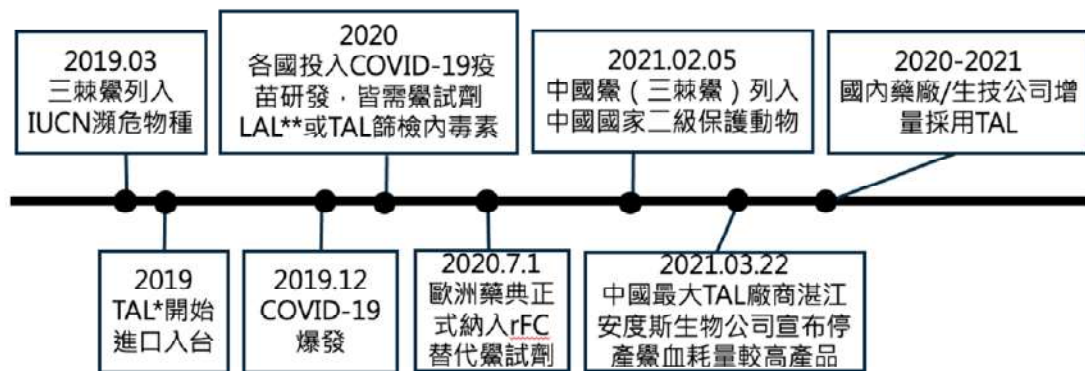 2019.03
三棘鱟列入
IUCN瀕危物種
2020
各國投入COVID-19疫
苗研發，皆需鱟試劑
LAL**或TAL篩檢內毒素
2021.02.05
中國鱟（三棘鱟）列入
中國國家二級保護動物
2020-2021
國內藥廠/生技公司增
量採用TAL
2019
TAL*開始
進口入台
2019.12
COVID-19
爆發
2020.7.1
歐洲藥典正
式納入rFC
替代鱟試劑
2021.03.22
中國最大TAL廠商湛江
安度斯生物公司宣布停
產鱟血耗量較高產品